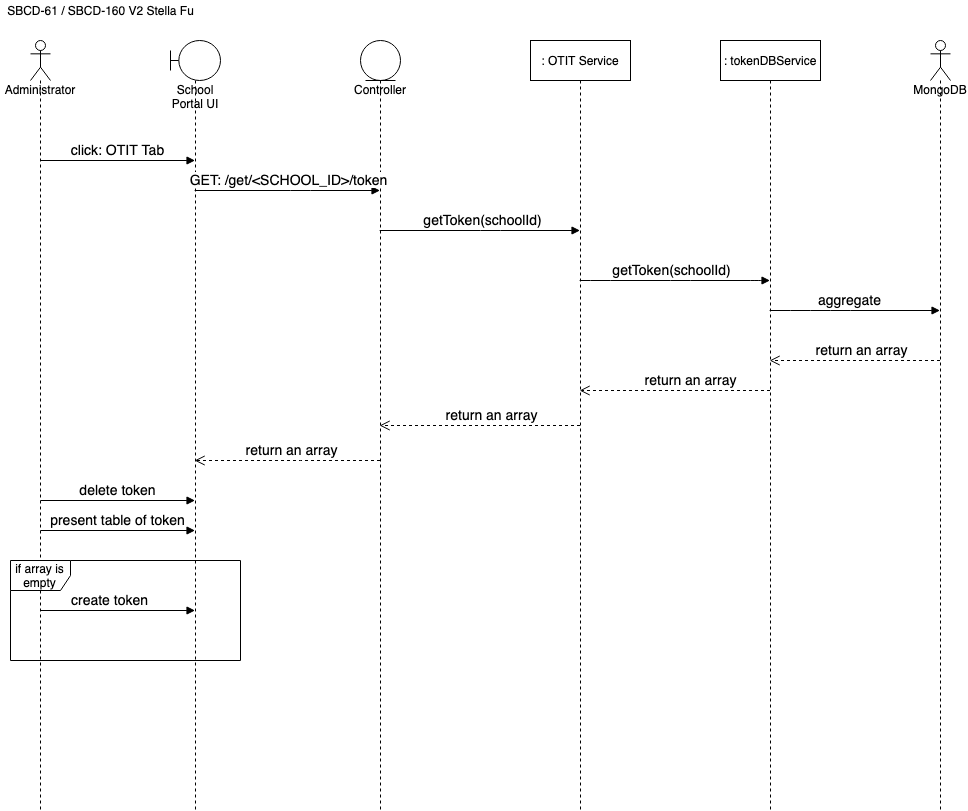 SBCD-61 / SBCD-160 V2 Stella Fu
Administrator
School
Portal UI
Controller
: OTIT Service
: tokenDBService
MongoDB
click: OTIT Tab
GET: /get/<SCHOOL_ID>/token
getToken(schoolId)
getToken(schoolId)
aggregate
return an array
return an array
return an array
return an array
delete token
present table of token
if array is
empty
create token